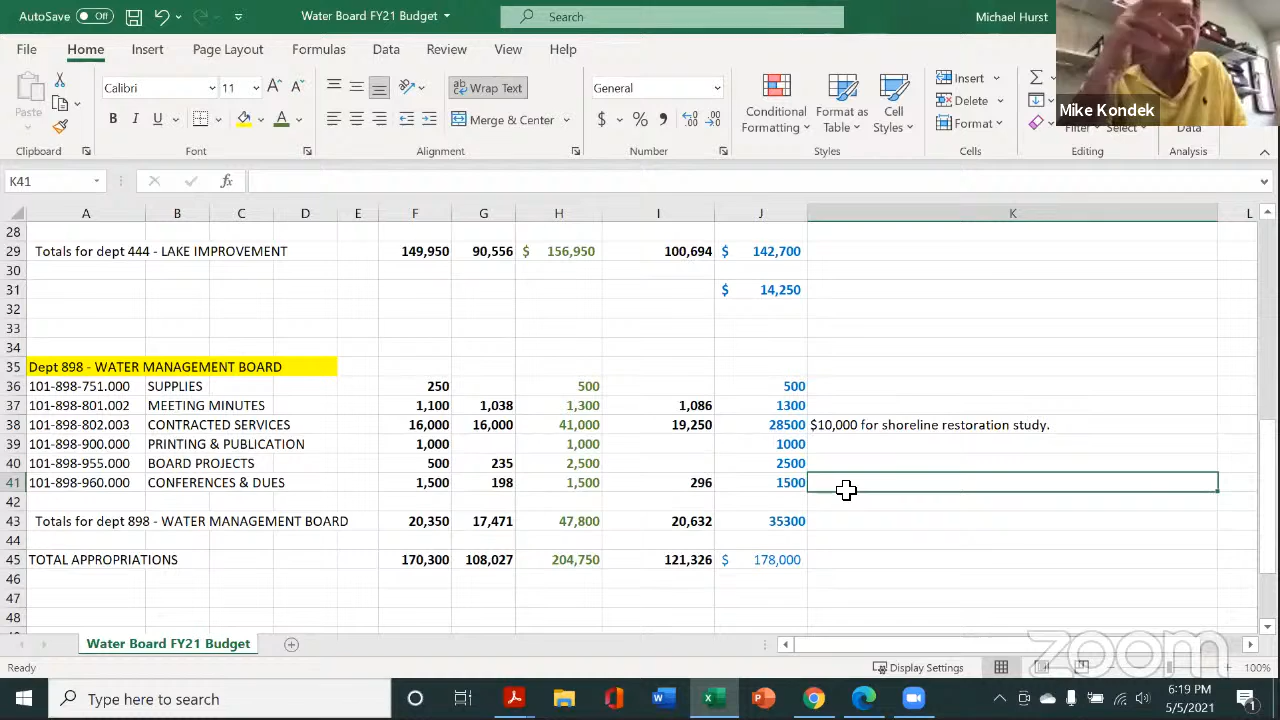 AutoSave Off Water Board FY21 Budget Search Michael Hurst
File Home Insert Page Layout Formulas Data Review View Help
Paste Calibri 11 Wrap Text General Conditional Formatting Format as Table Cell Styles Insert
B I U Merge & Center $ % Delete
Format Filter Select Data
Clipboard Font Alignment Number Styles Cells Editing Analysis
Mike Kondek
K41 fx
A B C D E F G H I J K L
28
29 Totals for dept 444 - LAKE IMPROVEMENT 149,950 90,556 $ 156,950 100,694 $ 142,700
30
31 $ 14,250
32
33
34
35 Dept 898 - WATER MANAGEMENT BOARD
36 101-898-751.000 SUPPLIES 250 500 500
37 101-898-801.002 MEETING MINUTES 1,100 1,038 1,300 1,086 1300
38 101-898-802.003 CONTRACTED SERVICES 16,000 16,000 41,000 19,250 28500 $10,000 for shoreline restoration study.
39 101-898-900.000 PRINTING & PUBLICATION 1,000 1,000 1000
40 101-898-955.000 BOARD PROJECTS 500 235 2,500 2500
41 101-898-960.000 CONFERENCES & DUES 1,500 198 1,500 296 1500
42
43 Totals for dept 898 - WATER MANAGEMENT BOARD 20,350 17,471 47,800 20,632 35300
44
45 TOTAL APPROPRIATIONS 170,300 108,027 204,750 121,326 $ 178,000
46
47
48
Water Board FY21 Budget
zoom
Ready Display Settings 100%
Type here to search 6:19 PM
5/5/2021